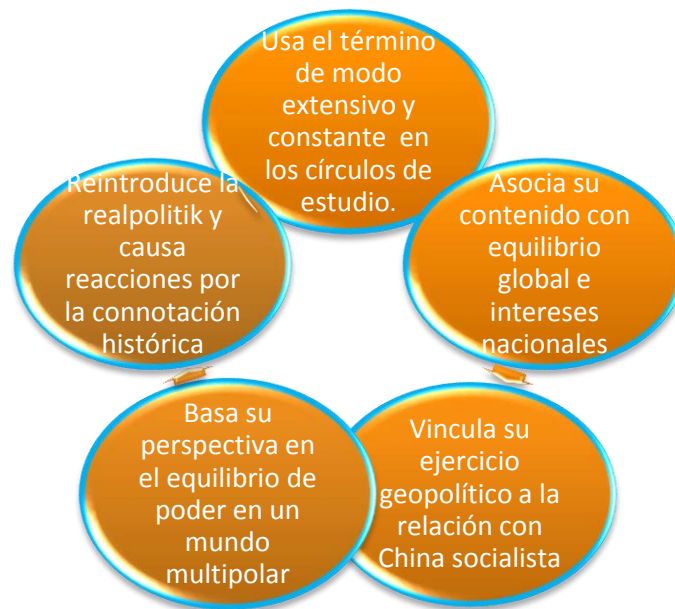 Usa el término
de modo
extensivo y
constante en
los círculos de
estudio.
Asocia su
contenido con
equilibrio
global e
intereses
nacionales
Vincula su
ejercicio
geopolítico a la
relación con
China socialista
Basa su
perspectiva en
el equilibrio de
poder en un
mundo
multipolar
Reintroduce la
realpolitik y
causa
reacciones por
la connotación
histórica